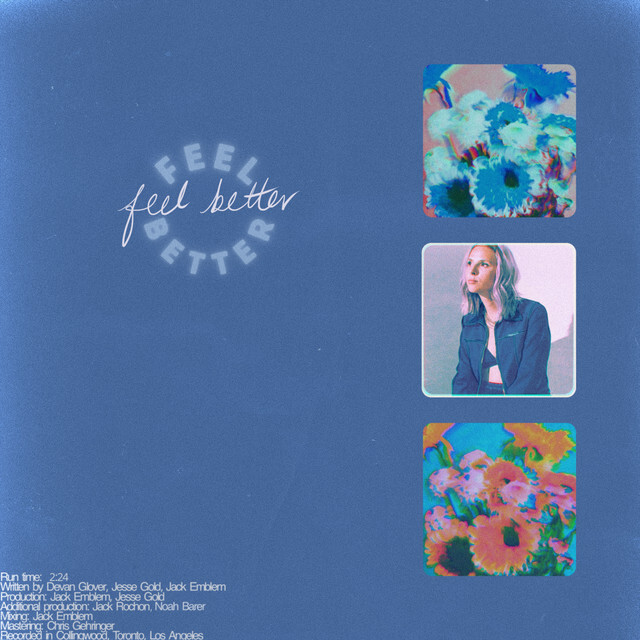 FEEL
feel better
BETTER
Run time: 2:24
Written by Devan Glover, Jesse Gold, Jack Emblem
Production: Jack Emblem, Jesse Gold
Additional production: Jack Rochon, Noah Barer
Mixing: Jack Emblem
Mastering: Chris Gehringer
Recorded in Collingwood, Toronto, Los Angeles